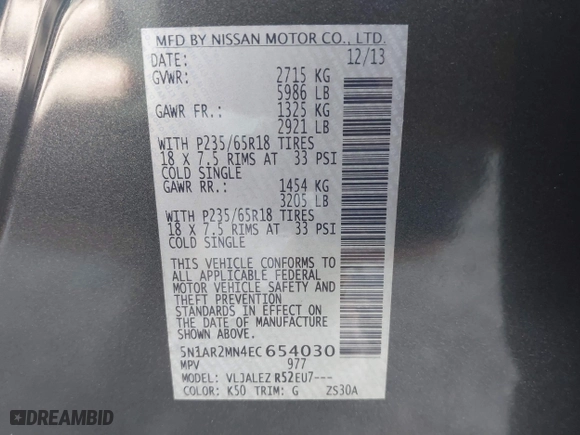 MFD BY NISSAN MOTOR CO., LTD.
DATE: 12/13
GVWR: 2715 KG
5986 LB
GAWR FR.: 1325 KG
2921 LB
WITH P235/65R18 TIRES
18 X 7.5 RIMS AT 33 PSI
COLD SINGLE
GAWR RR.: 1454 KG
3205 LB
WITH P235/65R18 TIRES
18 X 7.5 RIMS AT 33 PSI
COLD SINGLE
THIS VEHICLE CONFORMS TO
ALL APPLICABLE FEDERAL
MOTOR VEHICLE SAFETY AND
THEFT PREVENTION
STANDARDS IN EFFECT ON
THE DATE OF MANUFACTURE
SHOWN ABOVE.
5N1AR2MN4EC654030
MPV 977
MODEL: VLJALEZ R52EU7---
COLOR: K50 TRIM: G ZS30A
DREAMBID